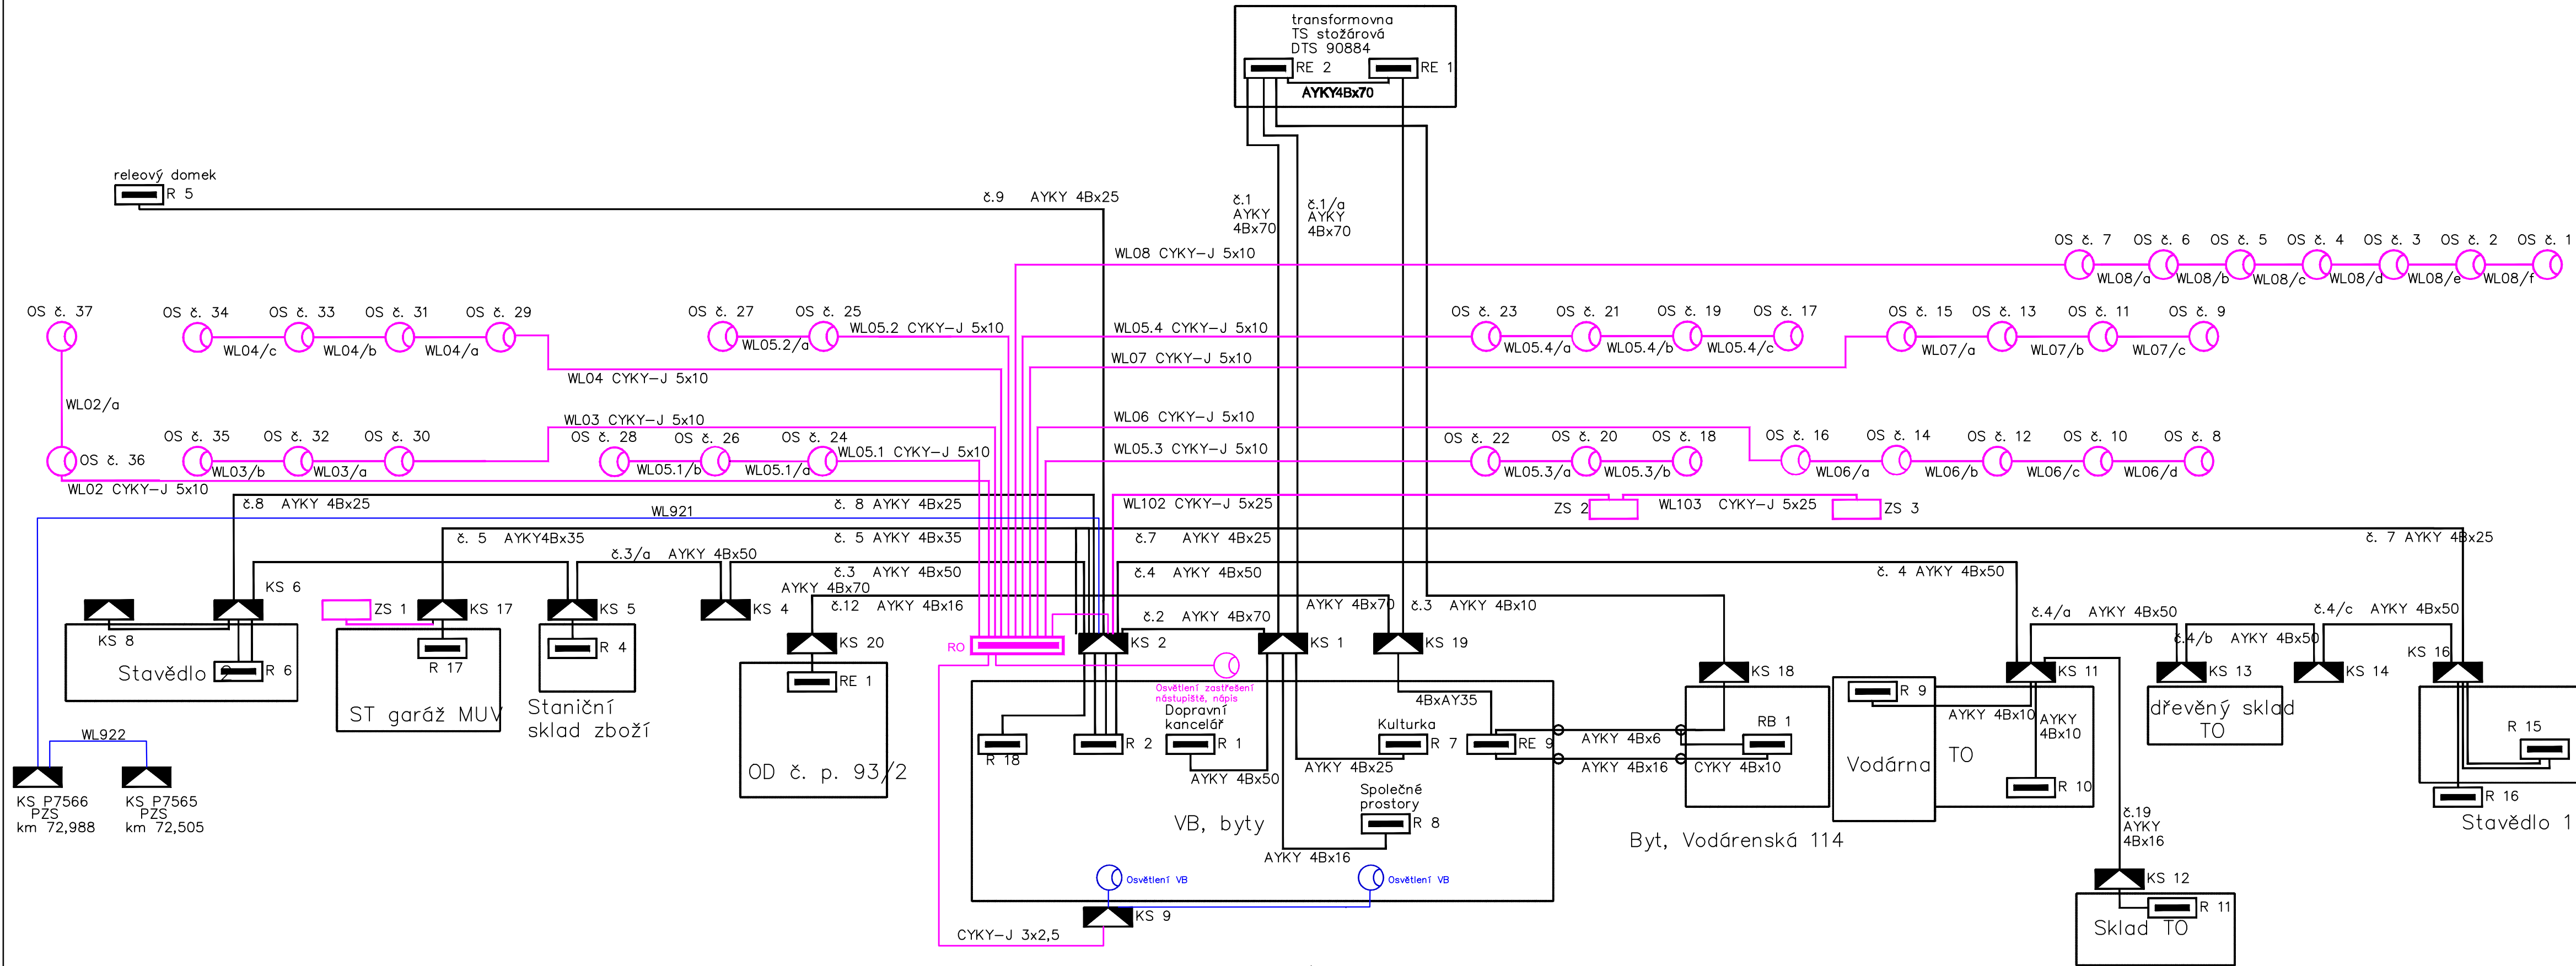 transformovna
TS stožárová
DTS 90884
RE 2
RE 1
AYKY4Bx70
releový domek
R 5
č.9 AYKY 4Bx25
č.1
AYKY
4Bx70
č.1/a
AYKY
4Bx70
OS č. 7
OS č. 6
OS č. 5
OS č. 4
OS č. 3
OS č. 2
OS č. 1
WL08 CYKY-J 5x10
WL08/a
WL08/b
WL08/c
WL08/d
WL08/e
WL08/f
OS č. 37
OS č. 34
OS č. 33
OS č. 31
OS č. 29
OS č. 27
OS č. 25
OS č. 23
OS č. 21
OS č. 19
OS č. 17
OS č. 15
OS č. 13
OS č. 11
OS č. 9
WL04/c
WL04/b
WL04/a
WL05.2/a
WL05.2 CYKY-J 5x10
WL05.4 CYKY-J 5x10
WL05.4/a
WL05.4/b
WL05.4/c
WL07/a
WL07/b
WL07/c
WL07 CYKY-J 5x10
WL04 CYKY-J 5x10
WL02/a
WL03 CYKY-J 5x10
WL06 CYKY-J 5x10
OS č. 36
OS č. 35
OS č. 32
OS č. 30
OS č. 28
OS č. 26
OS č. 24
OS č. 22
OS č. 20
OS č. 18
OS č. 16
OS č. 14
OS č. 12
OS č. 10
OS č. 8
WL03/b
WL03/a
WL05.1/b
WL05.1/a
WL05.1 CYKY-J 5x10
WL05.3 CYKY-J 5x10
WL05.3/a
WL05.3/b
WL06/a
WL06/b
WL06/c
WL06/d
WL02 CYKY-J 5x10
č.8 AYKY 4Bx25
č. 8 AYKY 4Bx25
WL921
WL102 CYKY-J 5x25
ZS 2
WL103 CYKY-J 5x25
ZS 3
č. 5 AYKY4Bx35
č. 5 AYKY 4Bx35
č.7 AYKY 4Bx25
č. 7 AYKY 4Bx25
č.3/a AYKY 4Bx50
č.3 AYKY 4Bx50
č.4 AYKY 4Bx50
č. 4 AYKY 4Bx50
KS 8
KS 6
ZS 1
KS 17
KS 5
KS 4
AYKY 4Bx70
č.12 AYKY 4Bx16
č.2 AYKY 4Bx70
AYKY 4Bx70
č.3 AYKY 4Bx10
č.4/a AYKY 4Bx50
č.4/b AYKY 4Bx50
č.4/c AYKY 4Bx50
KS 20
RO
KS 2
KS 1
KS 19
KS 18
KS 11
KS 13
KS 14
KS 16
Stavědlo 2
R 6
R 17
ST garáž MUV
R 4
Staniční
sklad zboží
RE 1
OD č. p. 93/2
Osvětlení zastřešení
nástupiště, nápis
Dopravní
kancelář
R 18
R 2
R 1
AYKY 4Bx50
Kulturka
R 7
AYKY 4Bx25
4BxAY35
RE 9
AYKY 4Bx6
AYKY 4Bx16
RB 1
CYKY 4Bx10
Byt, Vodárenská 114
R 9
AYKY 4Bx10
AYKY
4Bx10
Vodárna
TO
R 10
dřevěný sklad
TO
R 15
R 16
Stavědlo 1
WL922
KS P7566
PZS
km 72,988
KS P7565
PZS
km 72,505
VB, byty
Společné
prostory
R 8
AYKY 4Bx16
Osvětlení VB
Osvětlení VB
KS 9
CYKY-J 3x2,5
č.19
AYKY
4Bx16
KS 12
R 11
Sklad TO